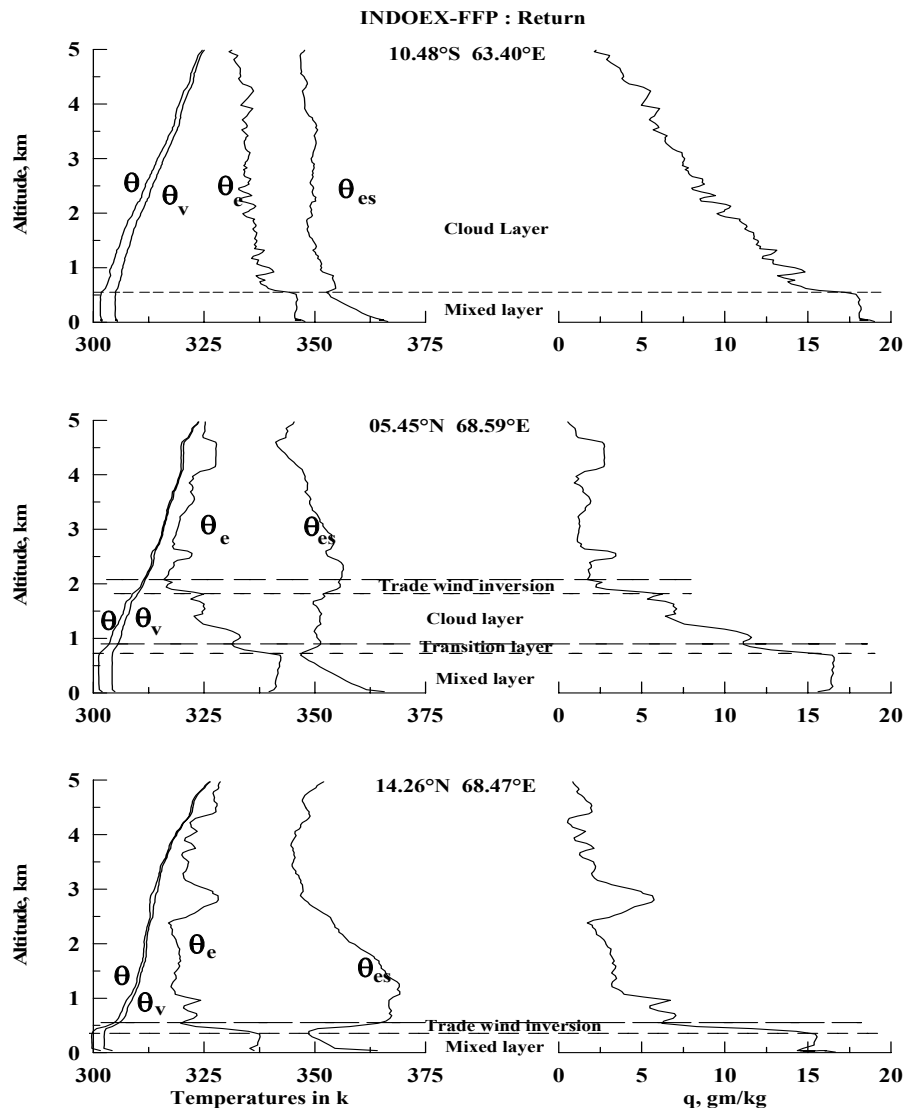 INDOEX-FFP : Return
10.48°S 63.40°E
5
4
3
2
1
0
Altitude, km
θ
θv
θe
θes
Cloud Layer
Mixed layer
300 325 350 375 0 5 10 15 20
05.45°N 68.59°E
5
4
3
2
1
0
Altitude, km
θe
θes
Trade wind inversion
θ
θv
Cloud layer
Transition layer
Mixed layer
300 325 350 375 0 5 10 15 20
14.26°N 68.47°E
5
4
3
2
1
0
Altitude, km
θe
θ
θes
θv
Trade wind inversion
Mixed layer
300 325 350 375 0 5 10 15 20
Temperatures in k q, gm/kg